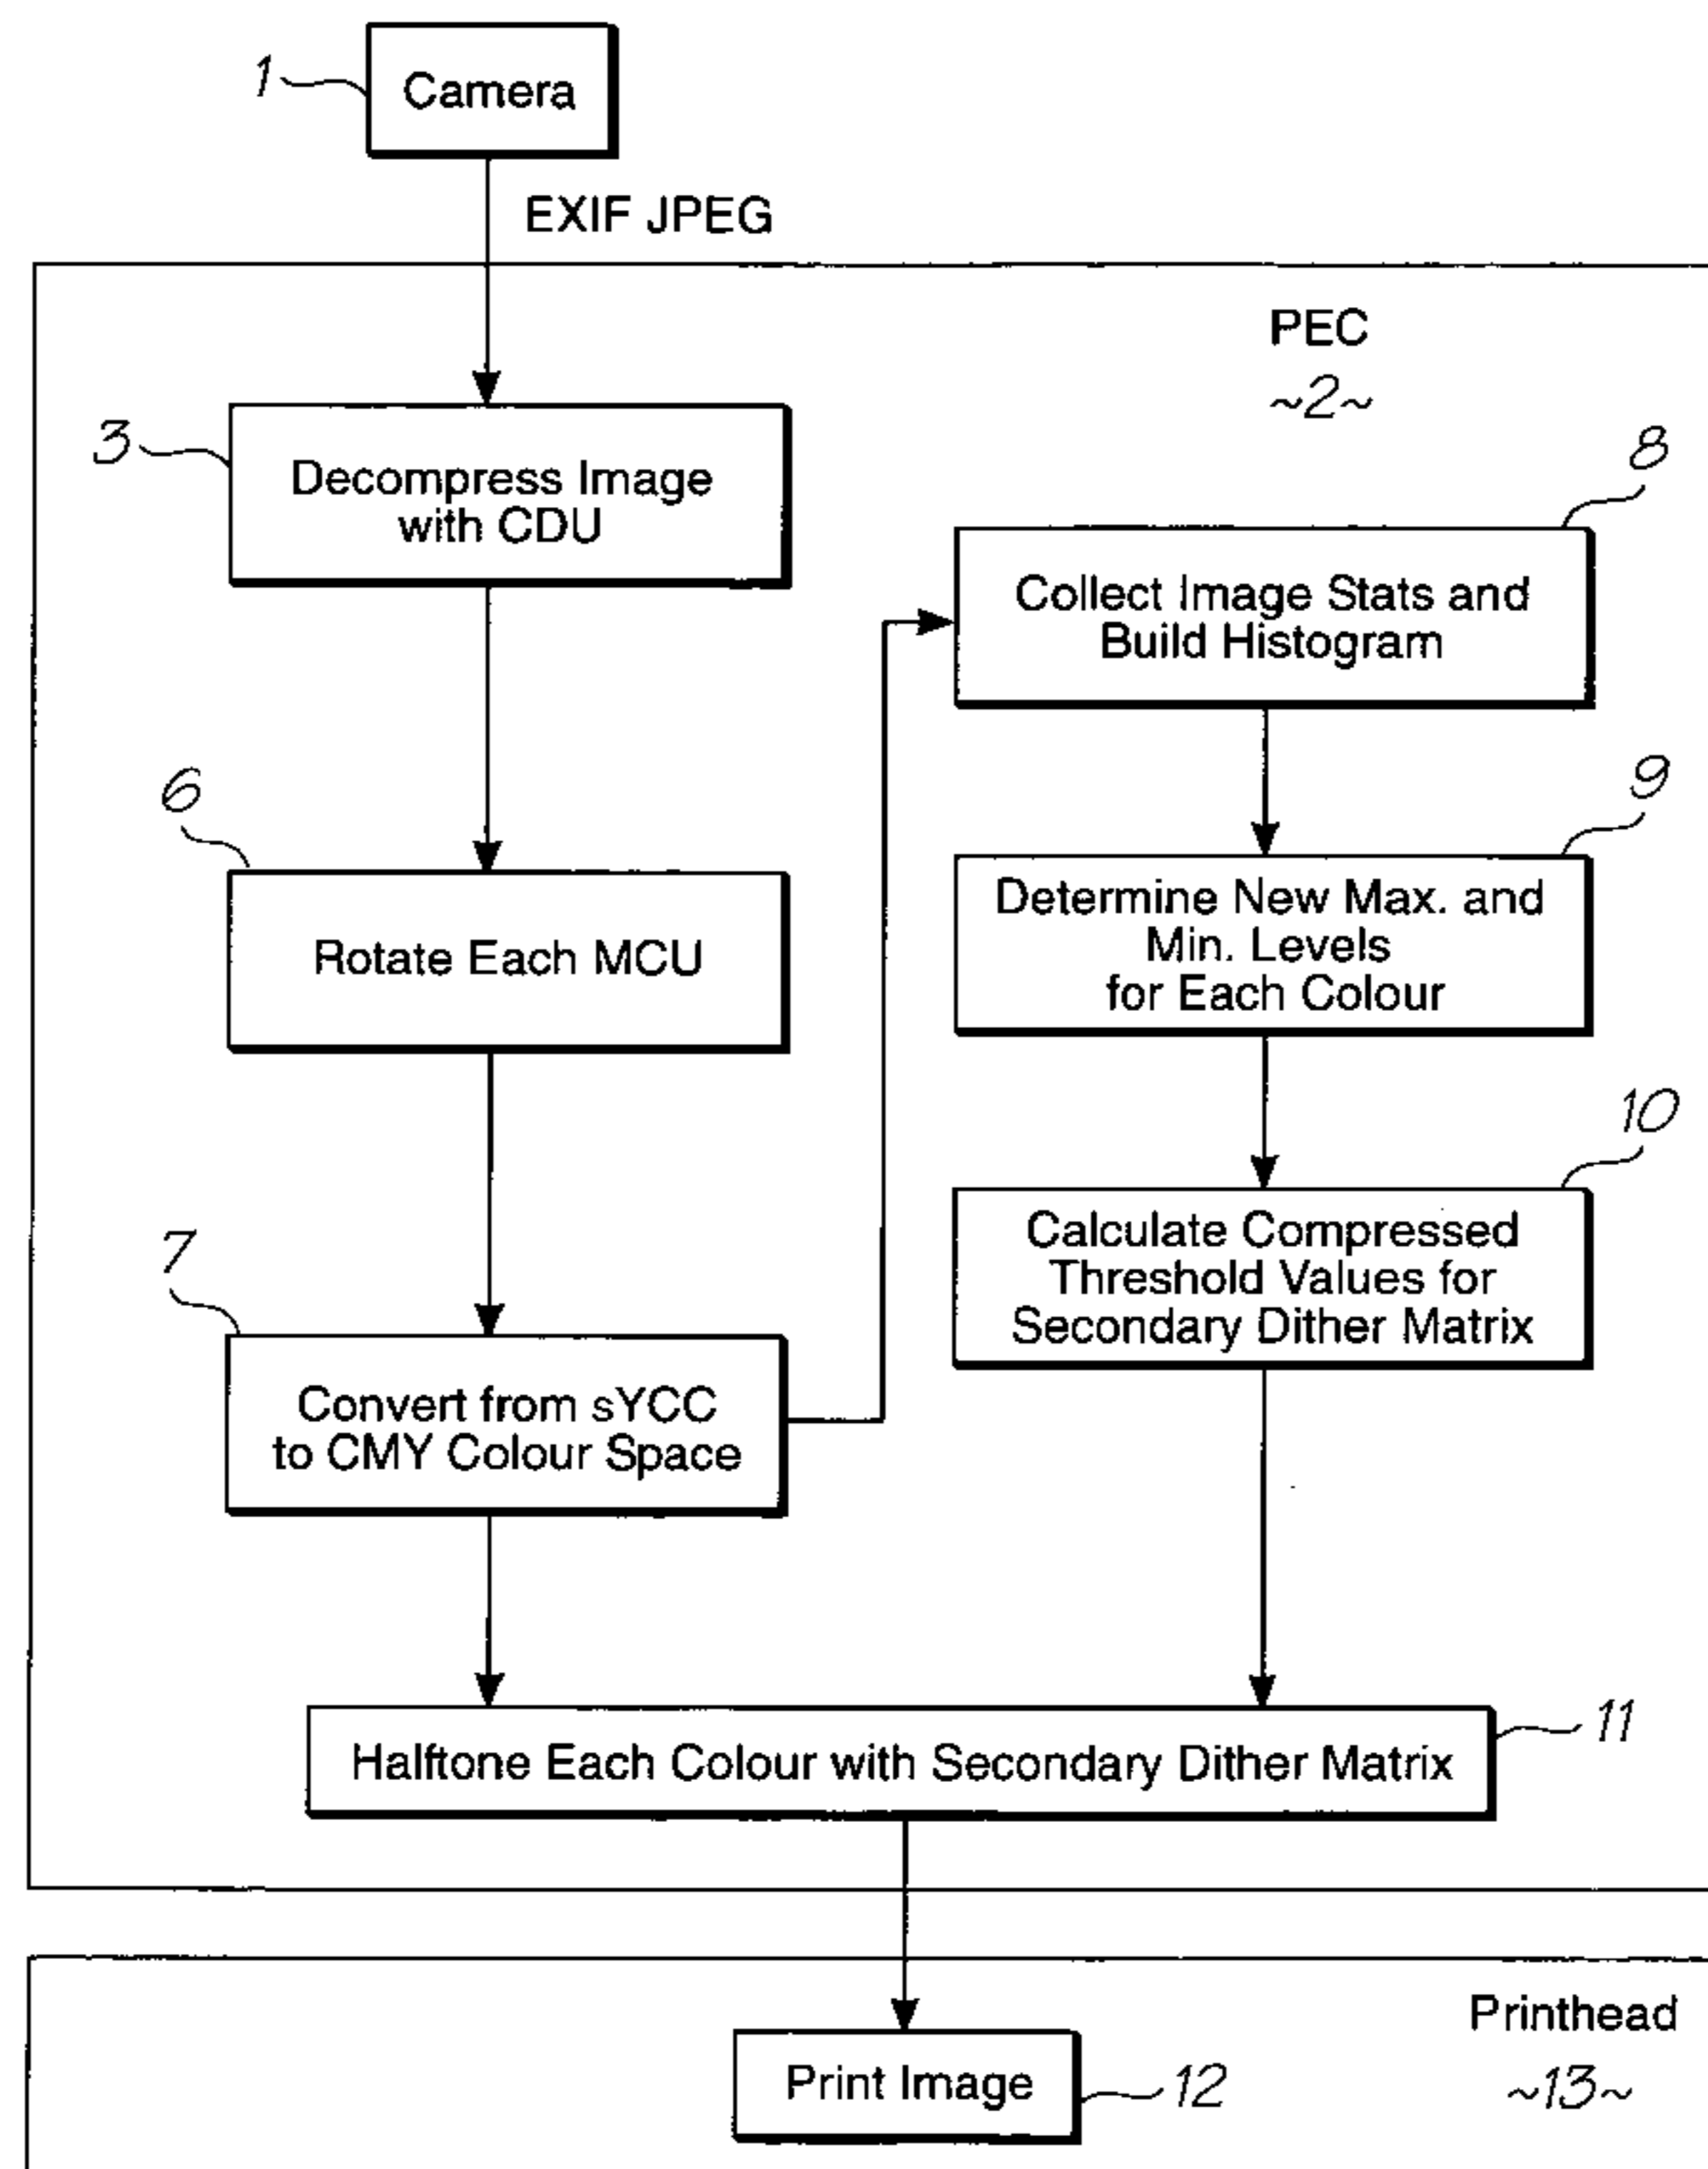 1
Camera
EXIF JPEG
PEC
~2~
3
Decompress Image
with CDU
8
Collect Image Stats and
Build Histogram
6
Rotate Each MCU
9
Determine New Max. and
Min. Levels
for Each Colour
10
Calculate Compressed
Threshold Values for
Secondary Dither Matrix
7
Convert from sYCC
to CMY Colour Space
11
Halftone Each Colour with Secondary Dither Matrix
Printhead
~13~
Print Image
12